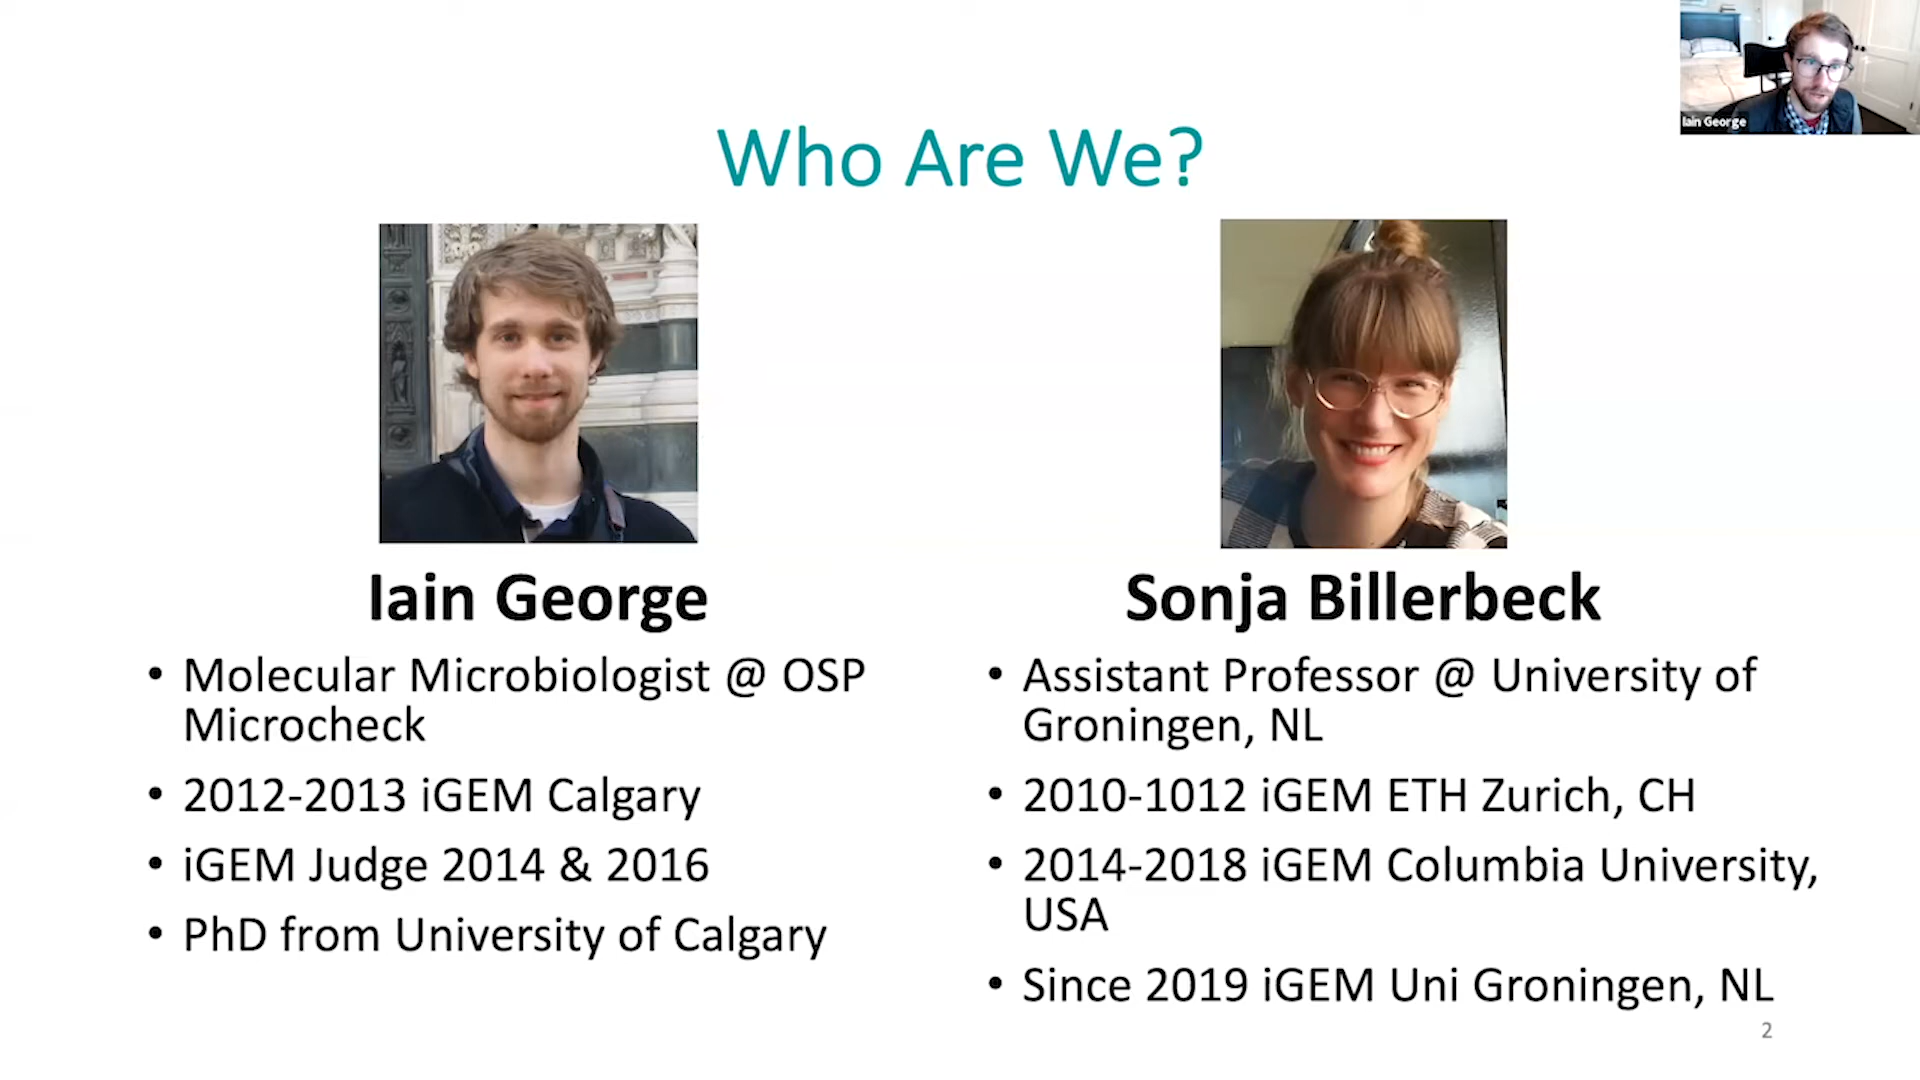 Iain George
Who Are We?
Iain George
• Molecular Microbiologist @ OSP
Microcheck
• 2012-2013 iGEM Calgary
• iGEM Judge 2014 & 2016
• PhD from University of Calgary
Sonja Billerbeck
• Assistant Professor @ University of
Groningen, NL
• 2010-1012 iGEM ETH Zurich, CH
• 2014-2018 iGEM Columbia University,
USA
• Since 2019 iGEM Uni Groningen, NL
2